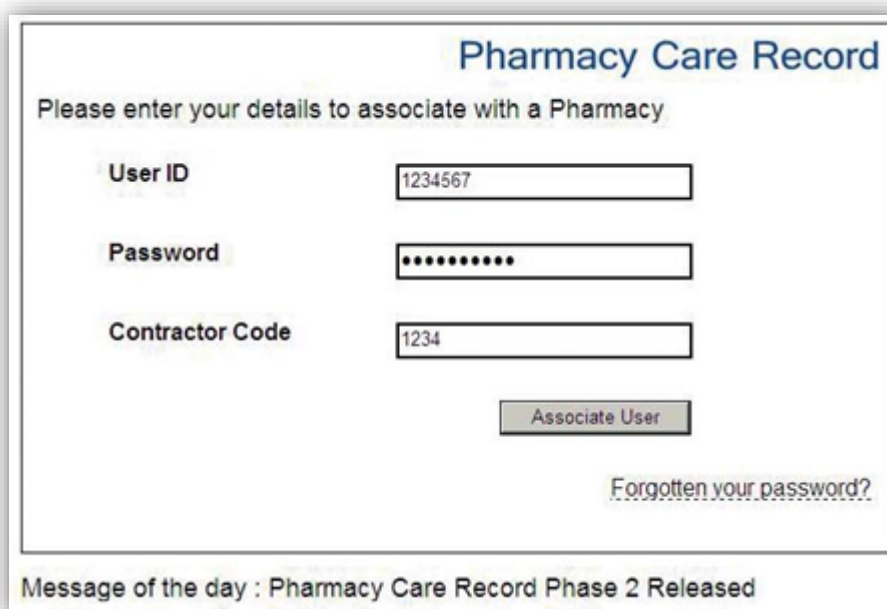 Pharmacy Care Record
Please enter your details to associate with a Pharmacy
User ID
1234567
Password
••••••••••
Contractor Code
1234
Associate User
Forgotten your password?
Message of the day : Pharmacy Care Record Phase 2 Released